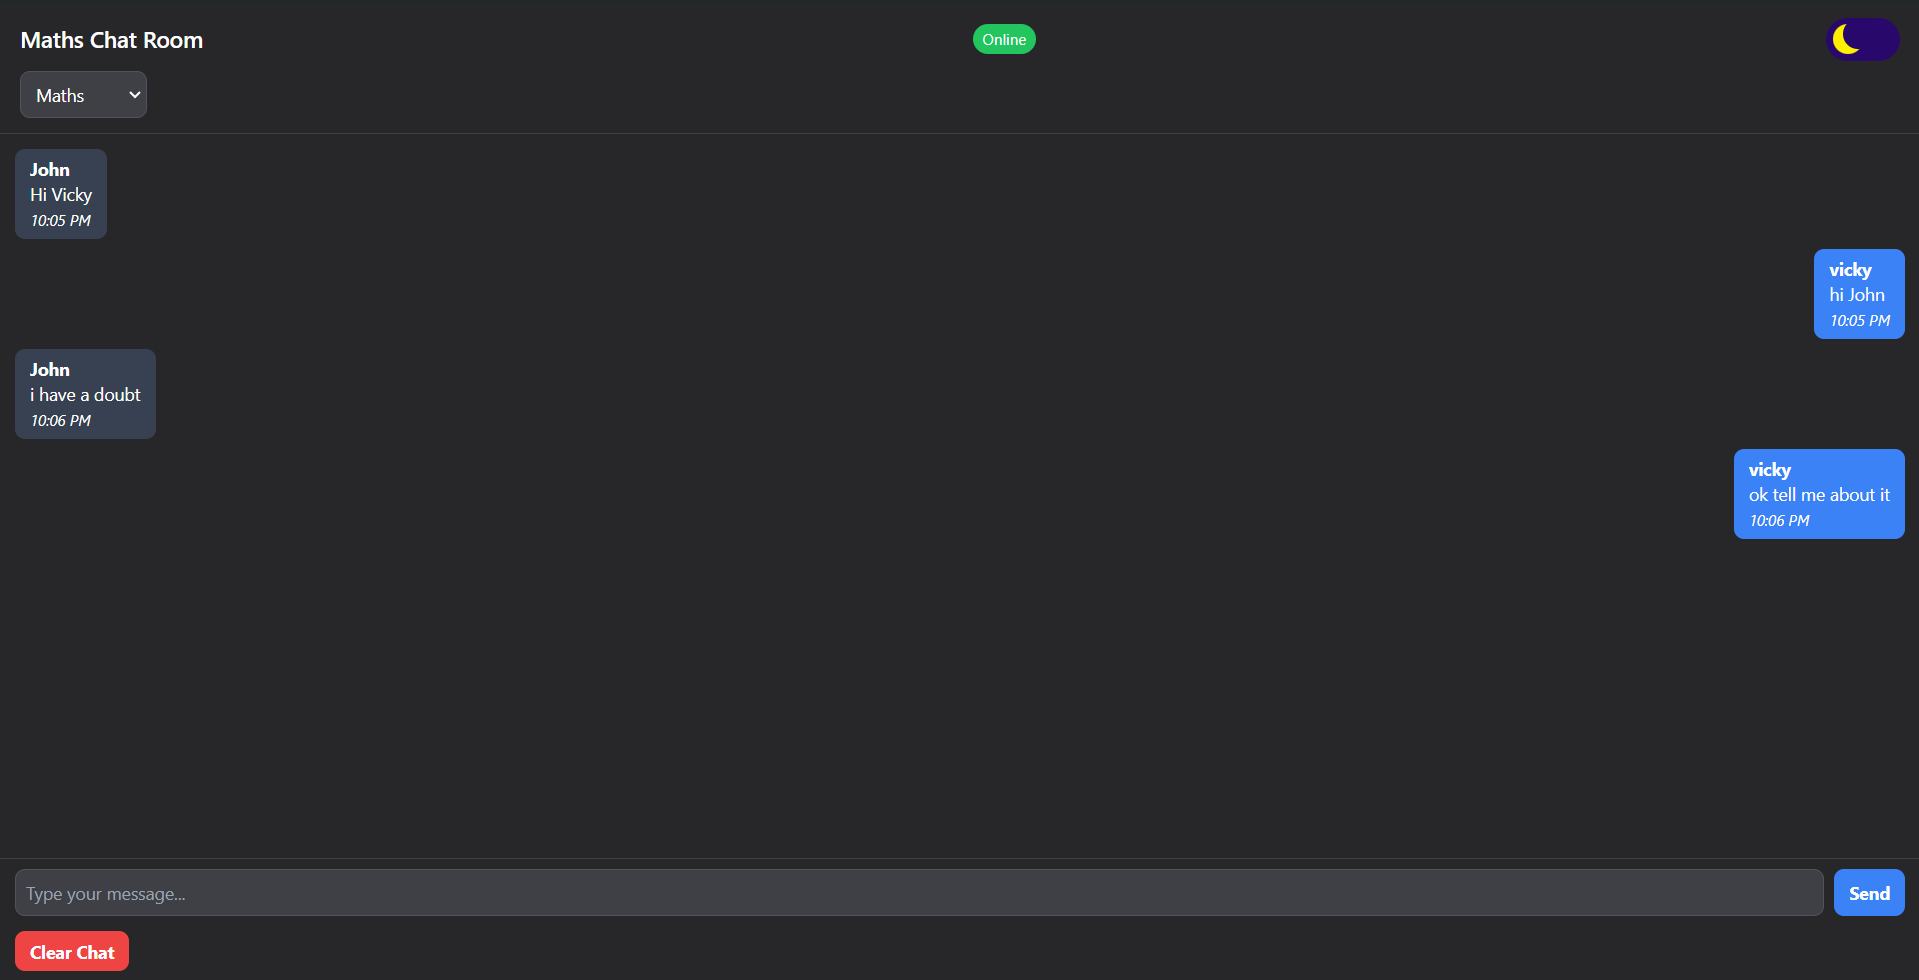 Maths Chat Room
Online
Maths
John
Hi Vicky
10:05 PM
vicky
hi John
10:05 PM
John
i have a doubt
10:06 PM
vicky
ok tell me about it
10:06 PM
Type your message...
Send
Clear Chat